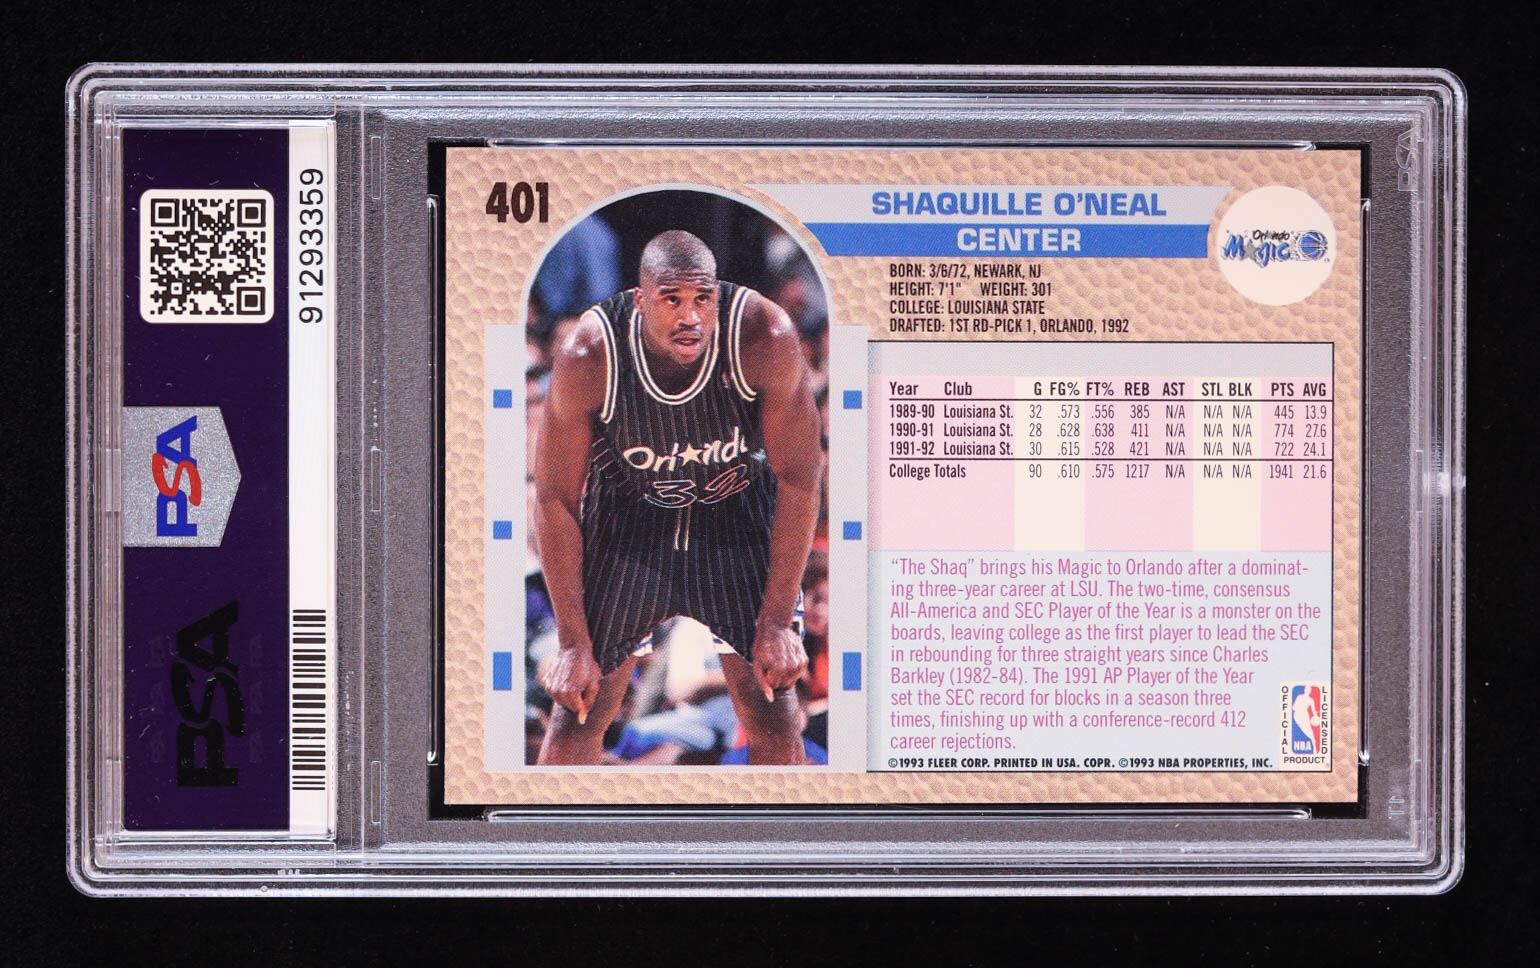 91293359
PSA
PSA
401
SHAQUILLE O'NEAL
CENTER
Orlando
Magic
BORN: 3/6/72, NEWARK, NJ
HEIGHT: 7'1" WEIGHT: 301
COLLEGE: LOUISIANA STATE
DRAFTED: 1ST RD-PICK 1, ORLANDO, 1992
Orlando
32
Year Club G FG% FT% REB AST STL BLK PTS AVG
1989-90 Louisiana St. 32 .573 .556 385 N/A N/A N/A 445 13.9
1990-91 Louisiana St. 28 .628 .638 411 N/A N/A N/A 774 27.6
1991-92 Louisiana St. 30 .615 .528 421 N/A N/A N/A 722 24.1
College Totals 90 .610 .575 1217 N/A N/A N/A 1941 21.6
"The Shaq" brings his Magic to Orlando after a dominat-
ing three-year career at LSU. The two-time, consensus
All-America and SEC Player of the Year is a monster on the
boards, leaving college as the first player to lead the SEC
in rebounding for three straight years since Charles
Barkley (1982-84). The 1991 AP Player of the Year
set the SEC record for blocks in a season three
times, finishing up with a conference-record 412
career rejections.
OFFICIAL LICENSED
NBA
PRODUCT
©1993 FLEER CORP. PRINTED IN USA. COPR. ©1993 NBA PROPERTIES, INC.
PSA